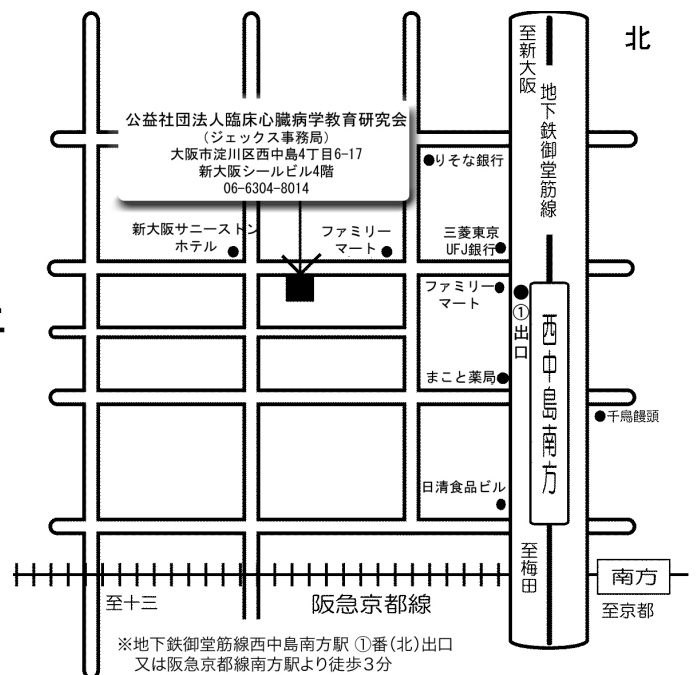 北
至新大阪
地下鉄御堂筋線
公益社団法人臨床心臓病学教育研究会
(ジェックス事務局)
大阪市淀川区西中島4丁目6-17
新大阪シールビル4階
06-6304-8014
りそな銀行
新大阪サニーストン
ホテル
ファミリー
マート
三菱東京
UFJ銀行
ファミリー
マート
①出口
西中島南方
まこと薬局
千鳥饅頭
日清食品ビル
至梅田
南方
至十三
阪急京都線
至京都
※地下鉄御堂筋線西中島南方駅 ①番(北)出口
又は阪急京都線南方駅より徒歩3分